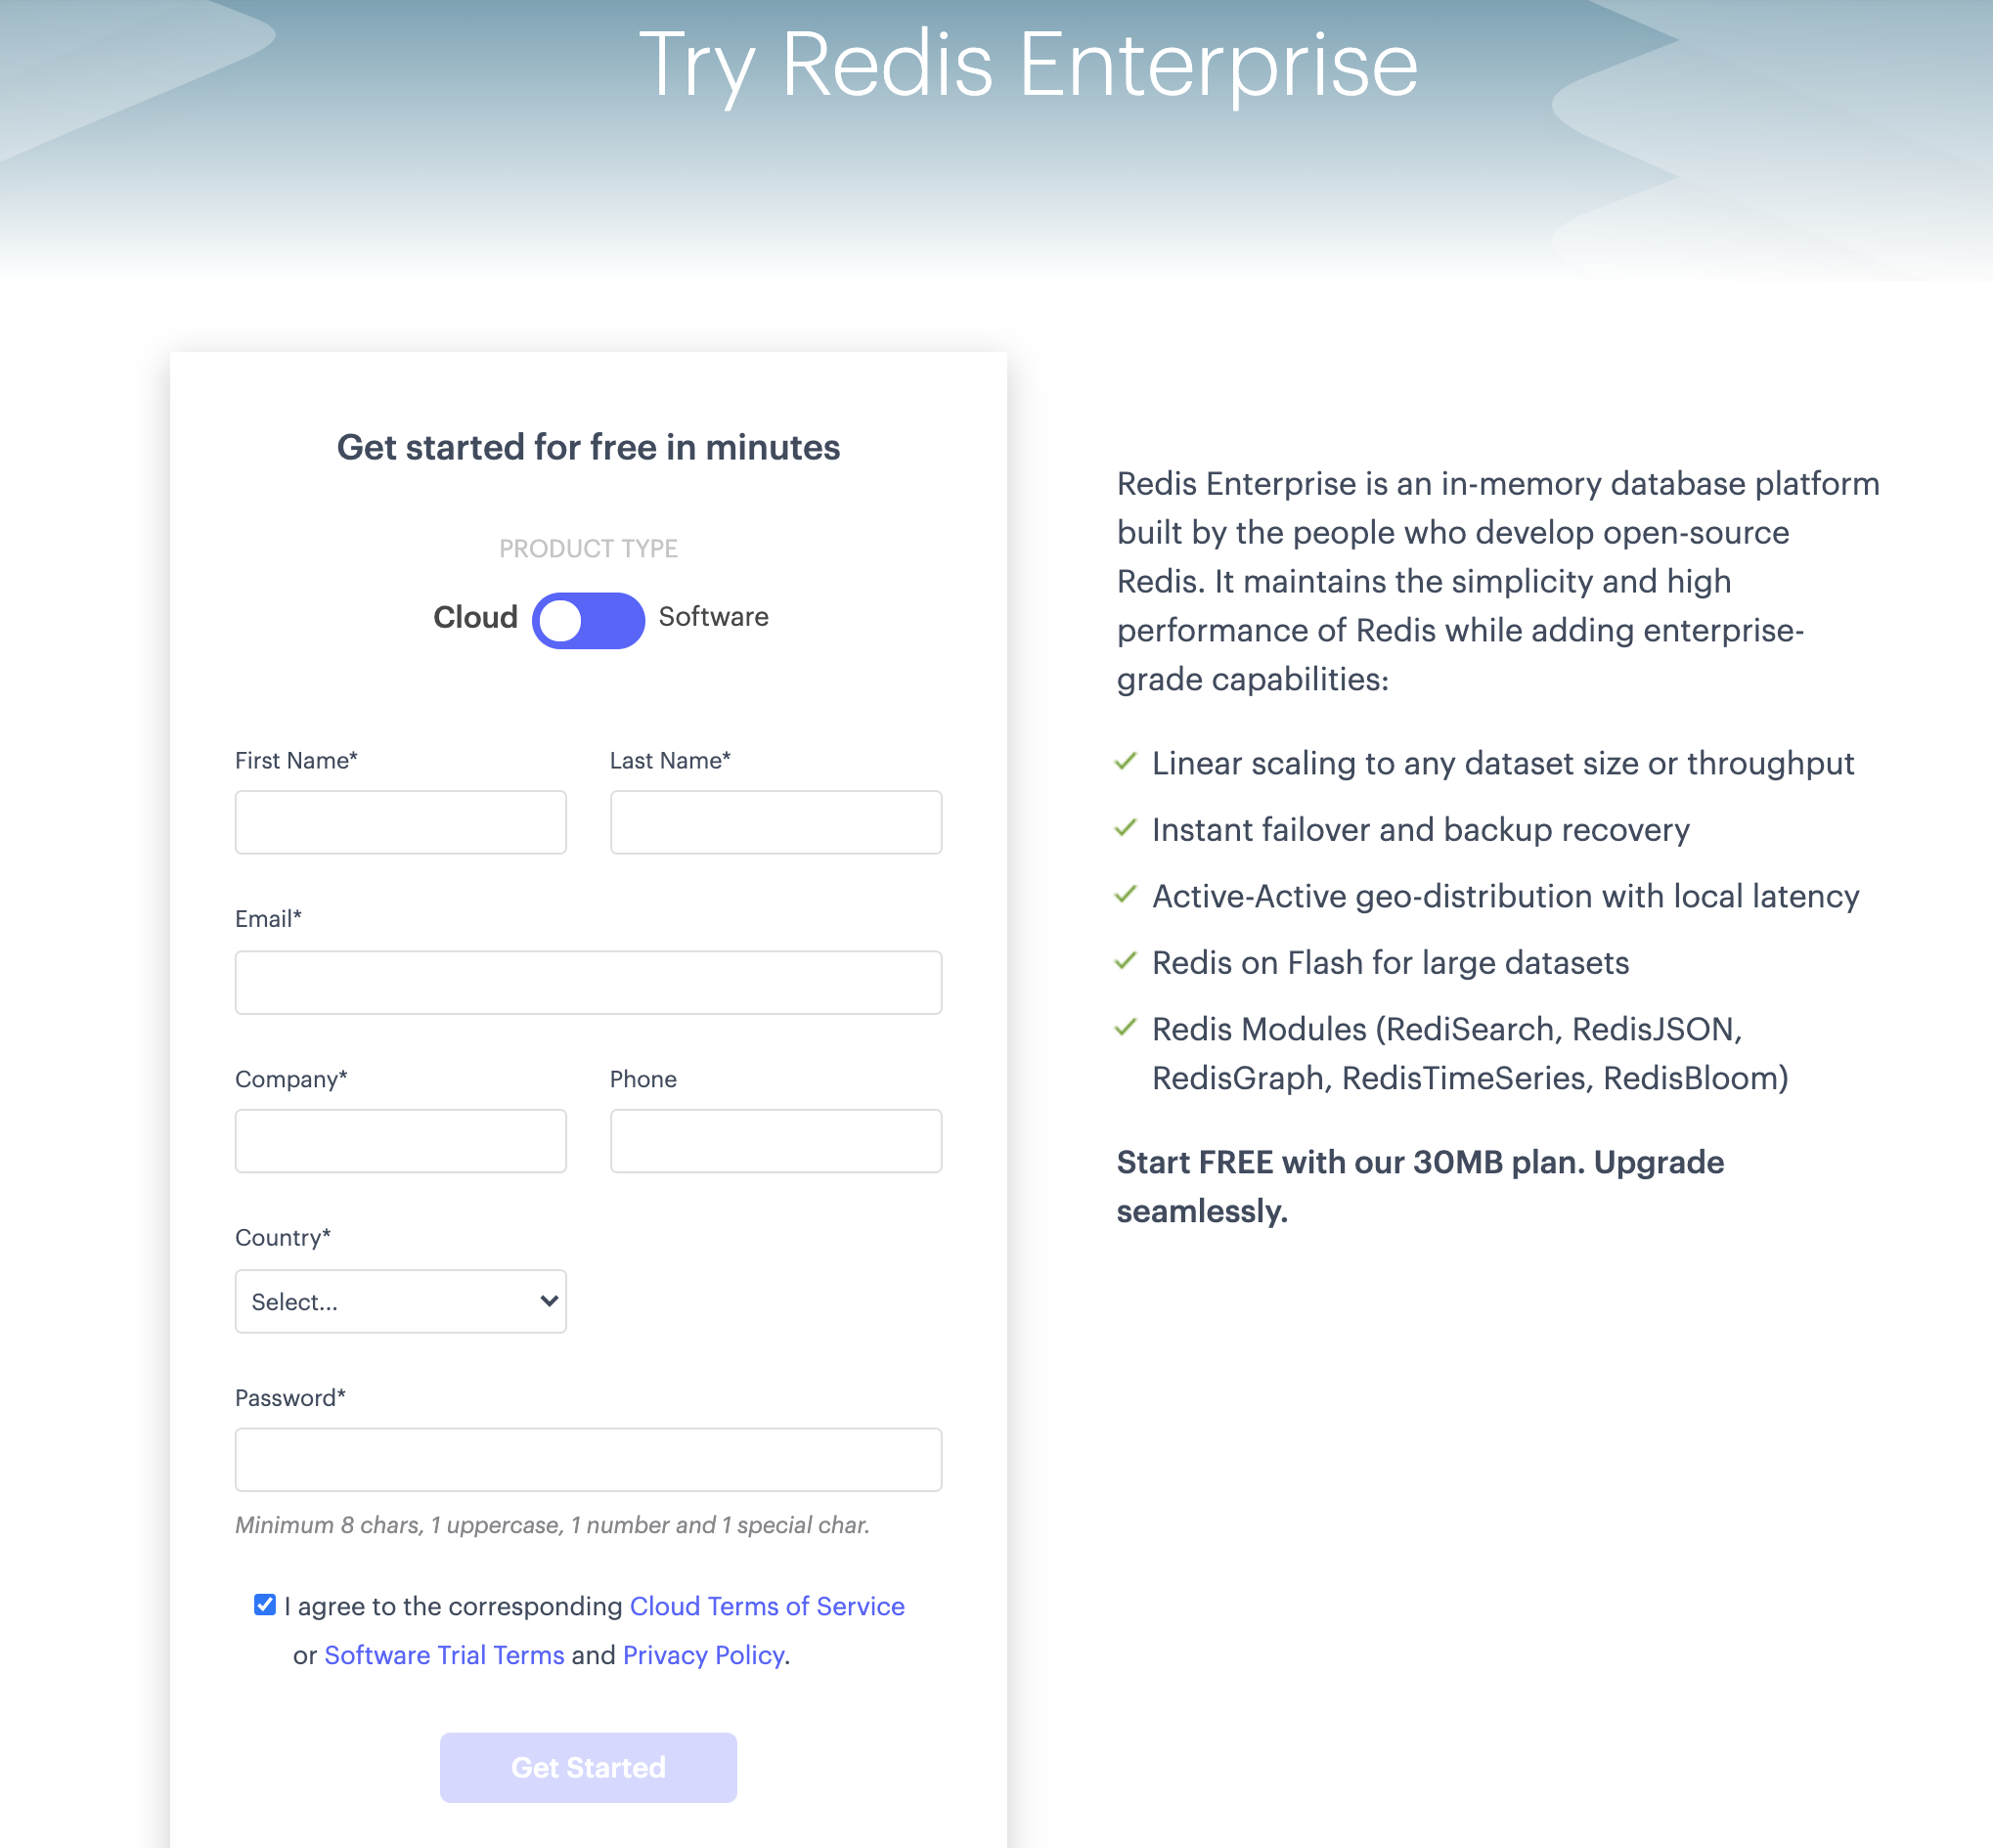 Try Redis Enterprise
Get started for free in minutes
PRODUCT TYPE
Cloud Software
First Name* Last Name*
Email*
Company* Phone
Country*
Select...
Password*
Minimum 8 chars, 1 uppercase, 1 number and 1 special char.
I agree to the corresponding Cloud Terms of Service
or Software Trial Terms and Privacy Policy.
Get Started
Redis Enterprise is an in-memory database platform
built by the people who develop open-source
Redis. It maintains the simplicity and high
performance of Redis while adding enterprise-
grade capabilities:
Linear scaling to any dataset size or throughput
Instant failover and backup recovery
Active-Active geo-distribution with local latency
Redis on Flash for large datasets
Redis Modules (RediSearch, RedisJSON,
RedisGraph, RedisTimeSeries, RedisBloom)
Start FREE with our 30MB plan. Upgrade
seamlessly.